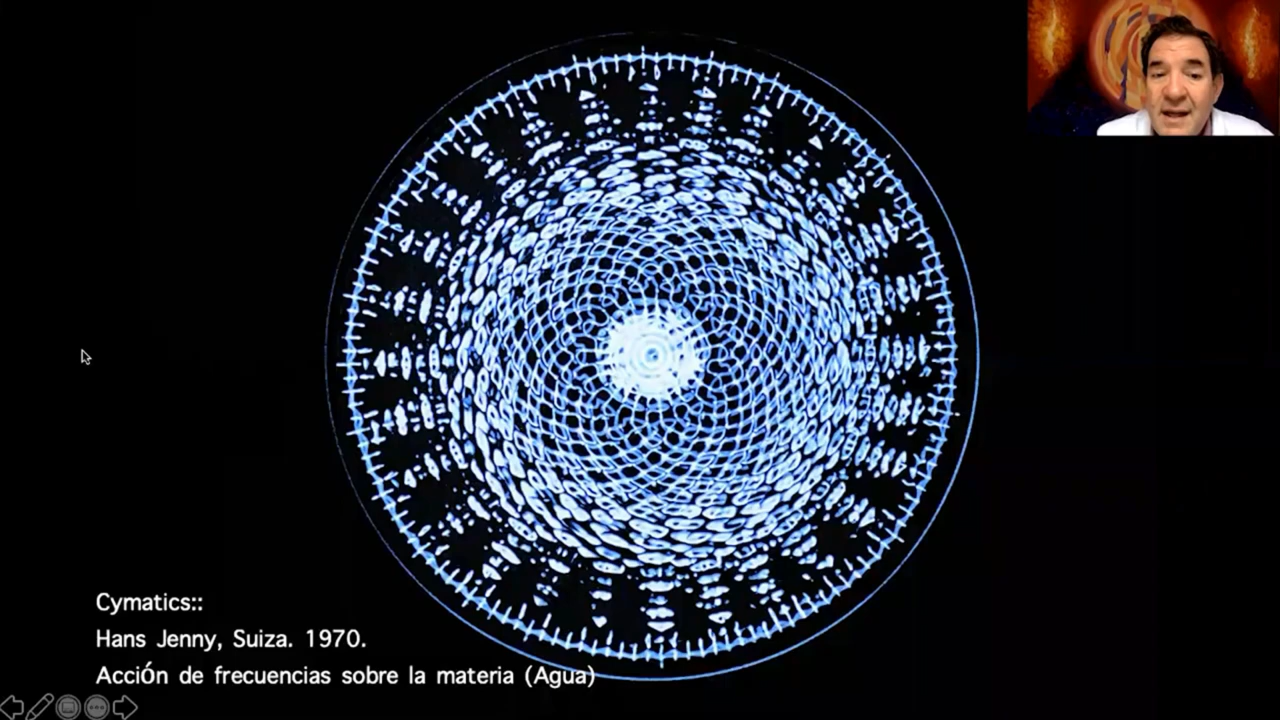 Cymatics::
Hans Jenny, Suiza. 1970.
Acción de frecuencias sobre la materia (Agua)